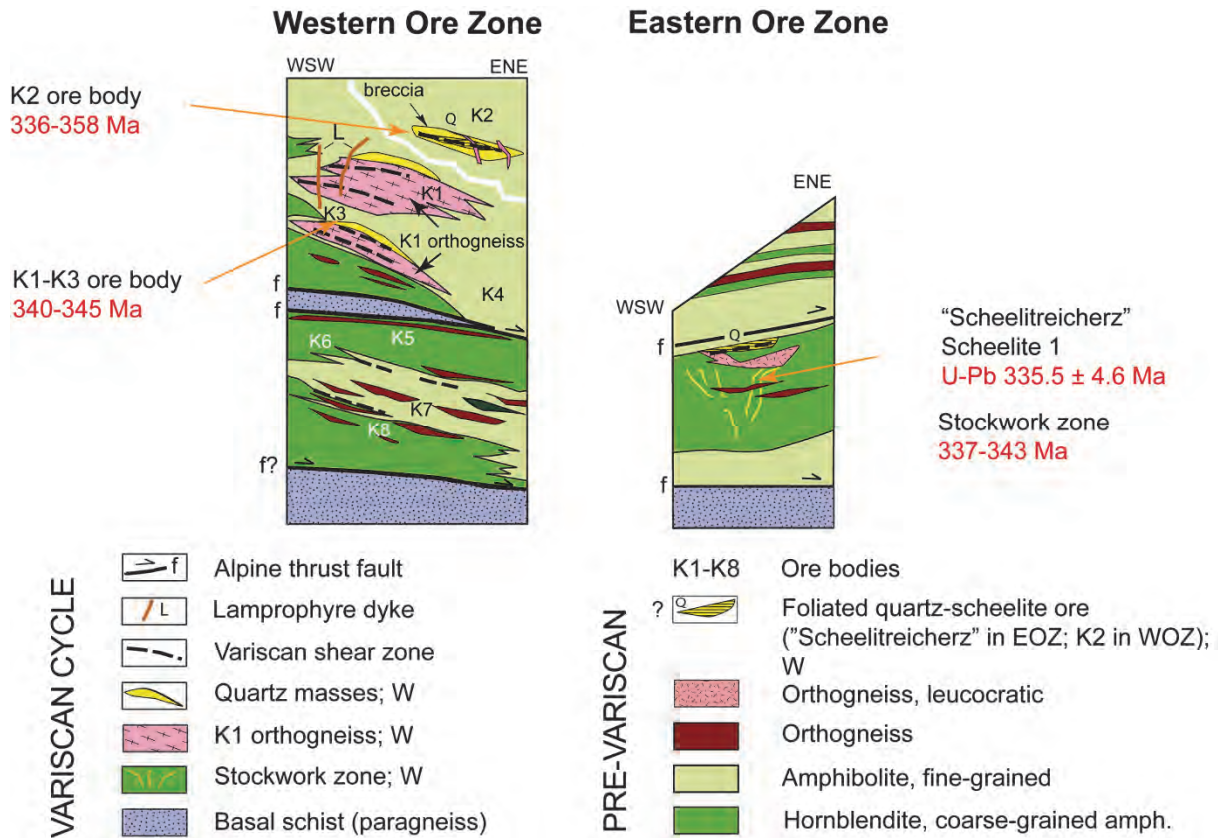 Western Ore Zone
Eastern Ore Zone
WSW
ENE
K2 ore body
336-358 Ma
breccia
Q
K2
L
K1
K3
K1 orthogneiss
K1-K3 ore body
340-345 Ma
f
f
K4
K5
K6
K7
K8
f?
ENE
WSW
f
Q
f
"Scheelitreicherz"
Scheelite 1
U-Pb 335.5 ± 4.6 Ma
Stockwork zone
337-343 Ma
VARISCAN CYCLE
f
Alpine thrust fault
L
Lamprophyre dyke
Variscan shear zone
Quartz masses; W
K1 orthogneiss; W
Stockwork zone; W
Basal schist (paragneiss)
PRE-VARISCAN
K1-K8
Ore bodies
?
Q
Foliated quartz-scheelite ore
("Scheelitreicherz" in EOZ; K2 in WOZ);
W
Orthogneiss, leucocratic
Orthogneiss
Amphibolite, fine-grained
Hornblendite, coarse-grained amph.